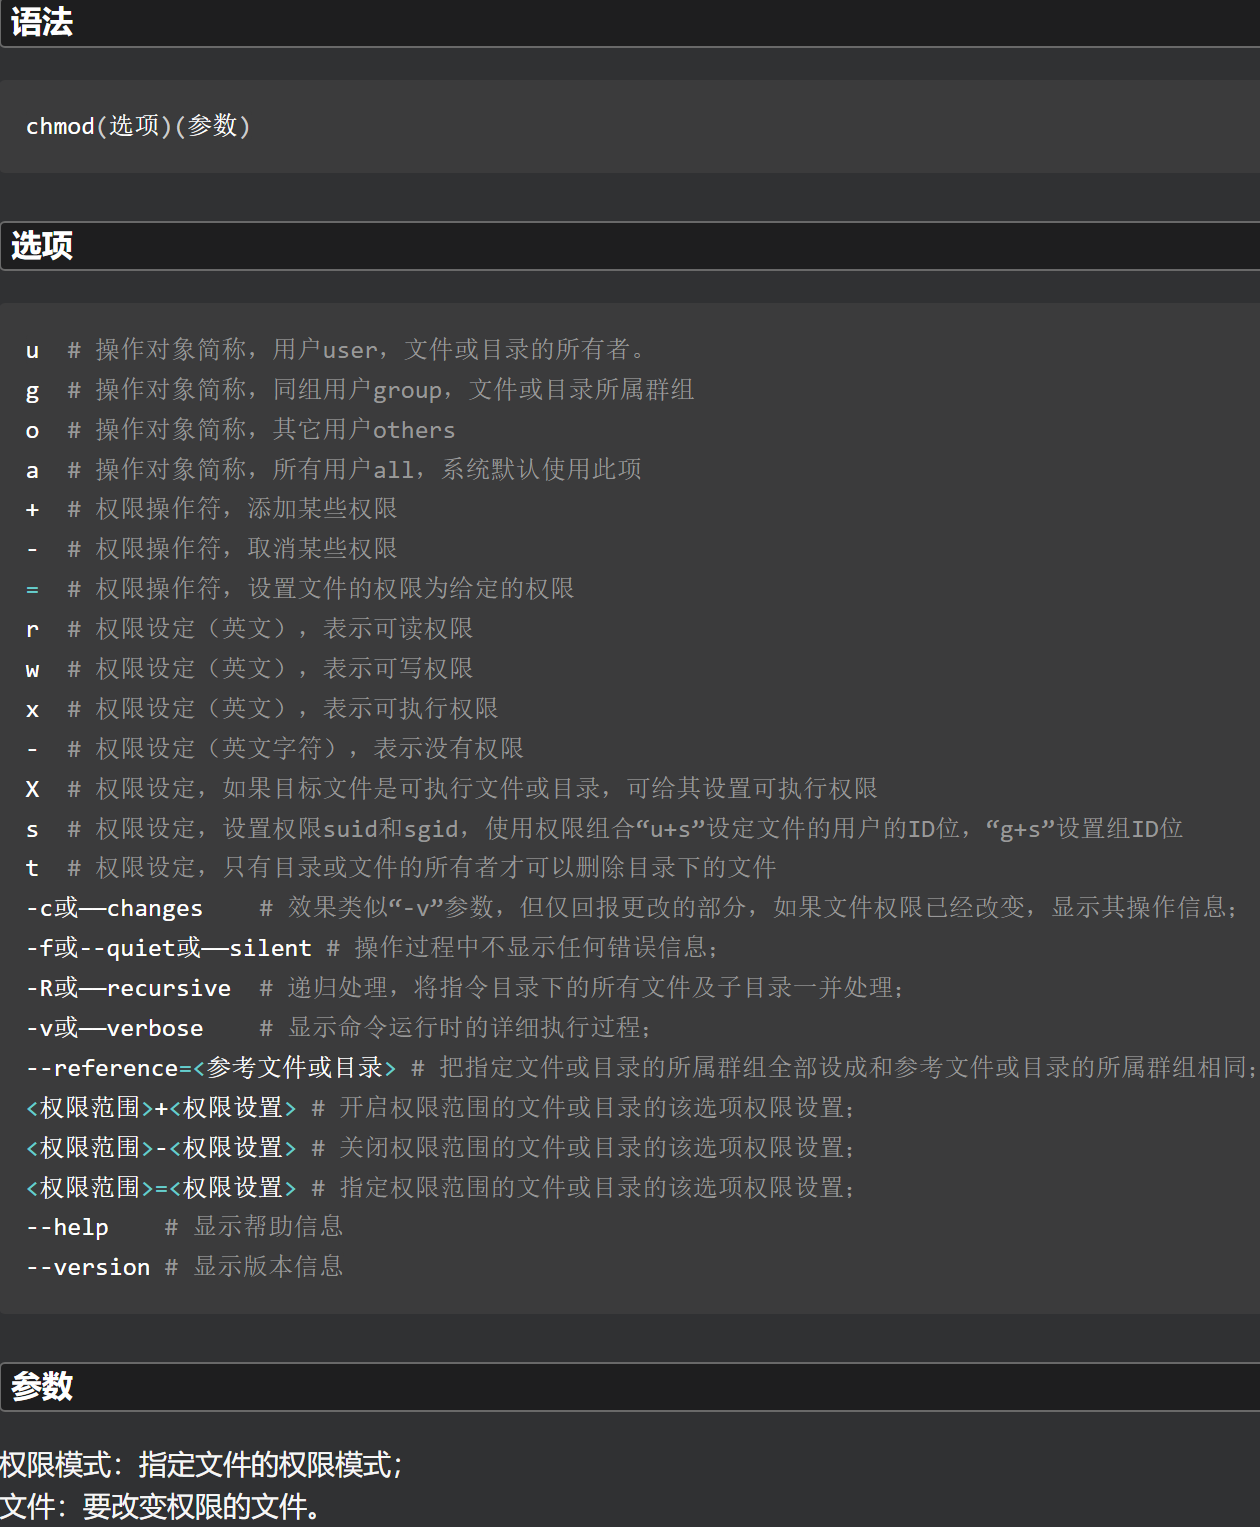 语法
chmod(选项)(参数)
选项
u  # 操作对象简称，用户user，文件或目录的所有者。
g  # 操作对象简称，同组用户group，文件或目录所属群组
o  # 操作对象简称，其它用户others
a  # 操作对象简称，所有用户all，系统默认使用此项
+  # 权限操作符，添加某些权限
-  # 权限操作符，取消某些权限
=  # 权限操作符，设置文件的权限为给定的权限
r  # 权限设定（英文），表示可读权限
w  # 权限设定（英文），表示可写权限
x  # 权限设定（英文），表示可执行权限
-  # 权限设定（英文字符），表示没有权限
X  # 权限设定，如果目标文件是可执行文件或目录，可给其设置可执行权限
s  # 权限设定，设置权限suid和sgid，使用权限组合“u+s”设定文件的用户的ID位，“g+s”设置组ID位
t  # 权限设定，只有目录或文件的所有者才可以删除目录下的文件
-c或——changes    # 效果类似“-v”参数，但仅回报更改的部分，如果文件权限已经改变，显示其操作信息；
-f或--quiet或——silent # 操作过程中不显示任何错误信息；
-R或——recursive  # 递归处理，将指令目录下的所有文件及子目录一并处理；
-v或——verbose    # 显示命令运行时的详细执行过程；
--reference=<参考文件或目录> # 把指定文件或目录的所属群组全部设成和参考文件或目录的所属群组相同；
<权限范围>+<权限设置> # 开启权限范围的文件或目录的该选项权限设置；
<权限范围>-<权限设置> # 关闭权限范围的文件或目录的该选项权限设置；
<权限范围>=<权限设置> # 指定权限范围的文件或目录的该选项权限设置；
--help    # 显示帮助信息
--version # 显示版本信息
参数
权限模式：指定文件的权限模式；
文件：要改变权限的文件。